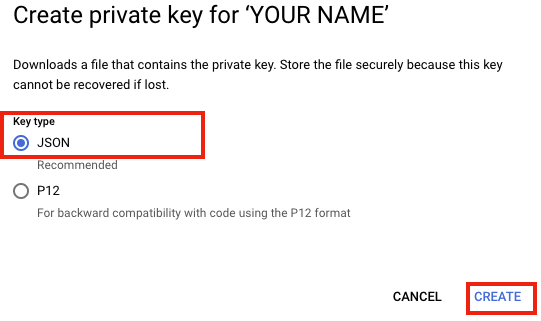 Create private key for ‘YOUR NAME’
Downloads a file that contains the private key. Store the file securely because this key
cannot be recovered if lost.
Key type
JSON
Recommended
P12
For backward compatibility with code using the P12 format
CANCEL CREATE